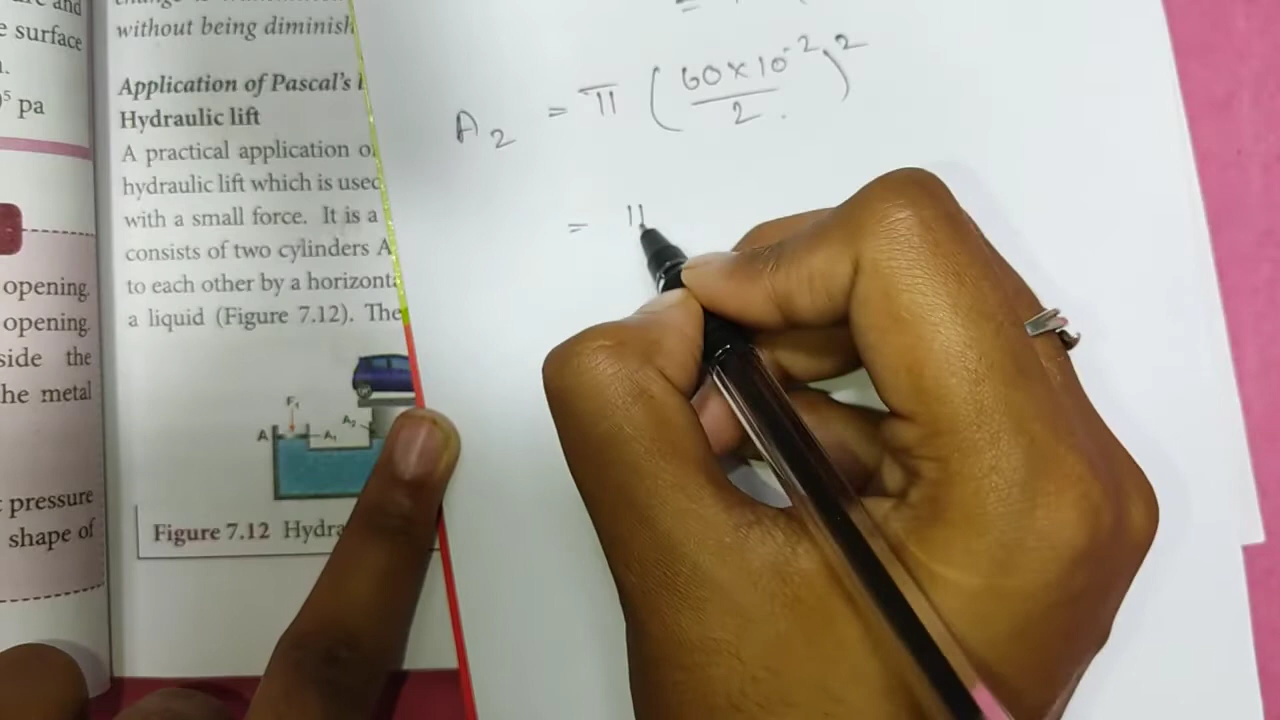 and
e surface
⁵ pa
opening.
opening.
side the
he metal
pressure
shape of
without being diminish
Application of Pascal's
Hydraulic lift
A practical application o
hydraulic lift which is used
with a small force. It is a
consists of two cylinders A
to each other by a horizont
a liquid (Figure 7.12). The
F₁
A₂
A
A₁
Figure 7.12 Hydra
A₂ = π (60×10⁻²/2)²
=